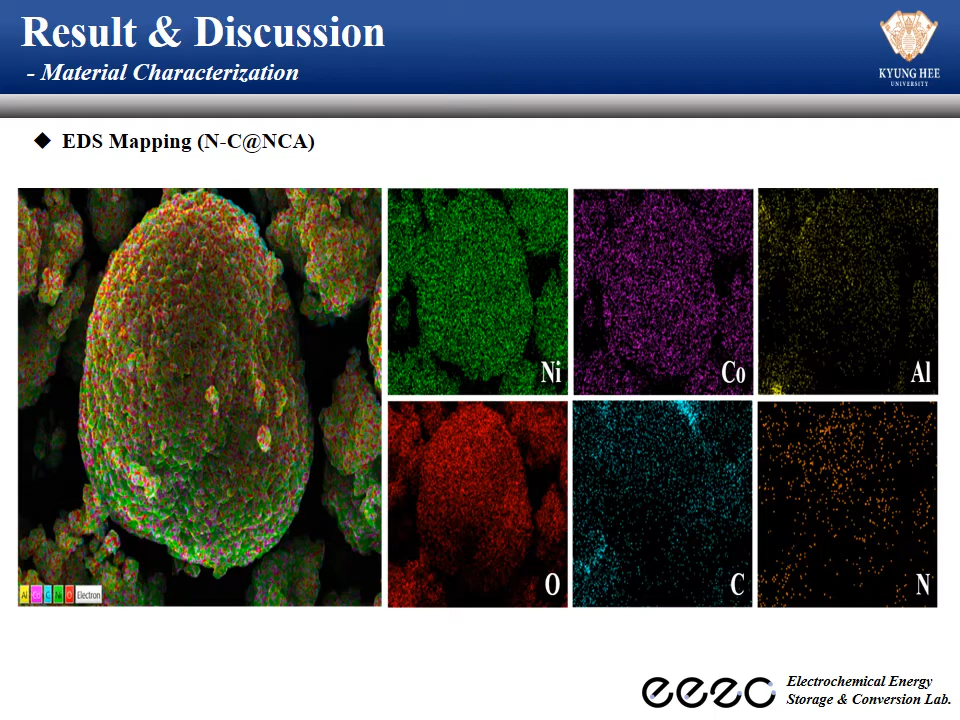 Result & Discussion
- Material Characterization
KYUNG HEE
UNIVERSITY
◆ EDS Mapping (N-C@NCA)
Ni
Co
Al
O
C
N
Al Co C Ni O Electron
eezc
Electrochemical Energy
Storage & Conversion Lab.